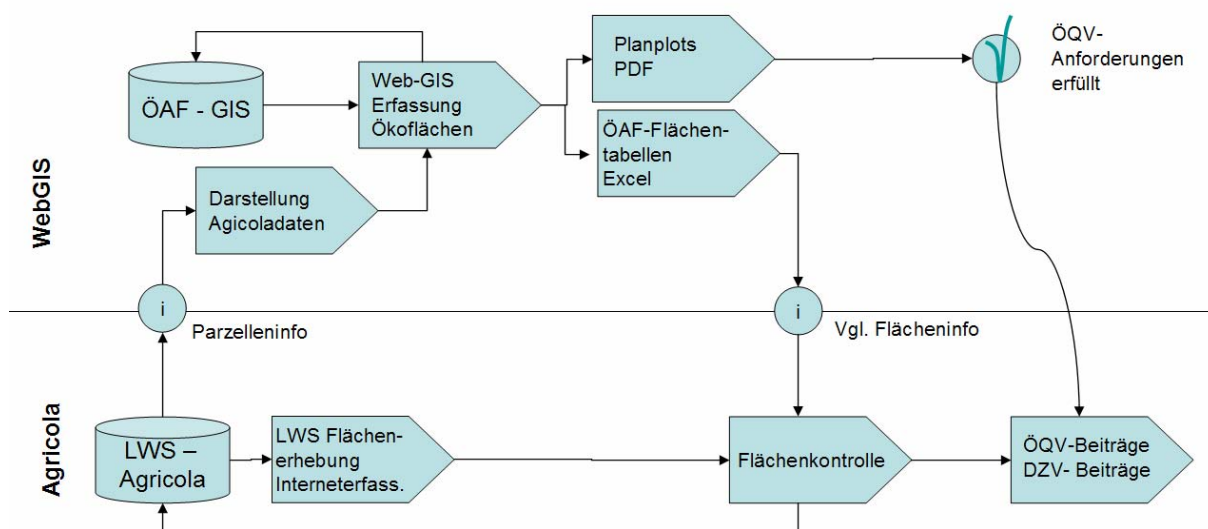 WebGIS
ÖAF - GIS
Web-GIS
Erfassung
Ökoflächen
Planplots
PDF
ÖQV-
Anforderungen
erfüllt
ÖAF-Flächen-
tabellen
Excel
Darstellung
Agicoladaten
i
Parzelleninfo
i
Vgl. Flächeninfo
Agricola
LWS –
Agricola
LWS Flächen-
erhebung
Interneterfass.
Flächenkontrolle
ÖQV-Beiträge
DZV- Beiträge